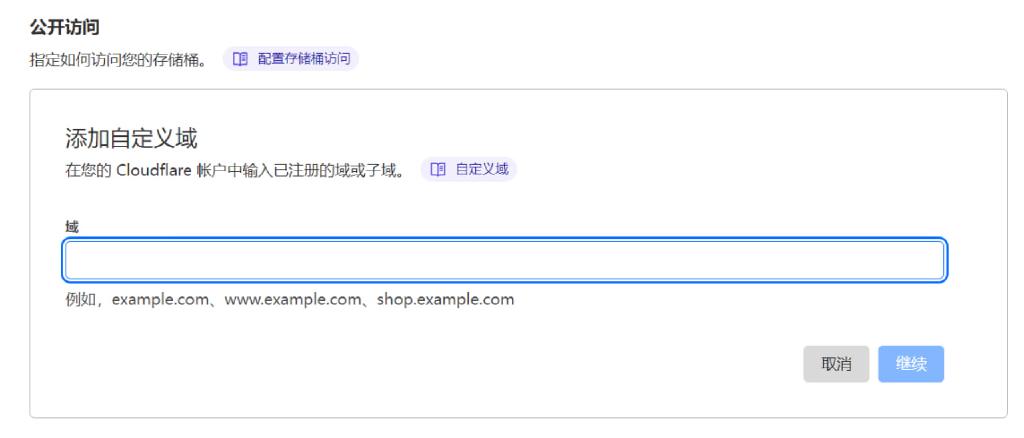 公开访问
指定如何访问您的存储桶。 配置存储桶访问
添加自定义域
在您的 Cloudflare 帐户中输入已注册的域或子域。 自定义域
域
例如，example.com、www.example.com、shop.example.com
取消 继续